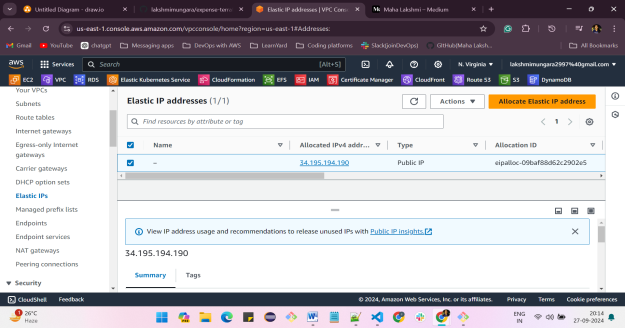 Untitled Diagram - draw.io
lakshmimungara/expense-terra
Elastic IP addresses | VPC Cons
Maha Lakshmi – Medium
us-east-1.console.aws.amazon.com/vpcconsole/home?region=us-east-1#Addresses:
Gmail
YouTube
chatgpt
Messaging apps
DevOps with AWS
LearnYard
Coding platforms
Slack(joinDevOps)
GitHub(Maha Laksh...
All Bookmarks
aws
Services
Search
[Alt+S]
N. Virginia
lakshmimungara2997%40gmail.com
EC2
VPC
RDS
Elastic Kubernetes Service
CloudFormation
EFS
IAM
Certificate Manager
CloudFront
Route 53
S3
DynamoDB
Your VPCs
Subnets
Route tables
Internet gateways
Egress-only Internet
gateways
Carrier gateways
DHCP option sets
Elastic IPs
Managed prefix lists
Endpoints
Endpoint services
NAT gateways
Peering connections
Security
Elastic IP addresses (1/1)
Actions
Allocate Elastic IP address
Find resources by attribute or tag
1
Name
Allocated IPv4 addr...
Type
Allocation ID
–
34.195.194.190
Public IP
eipalloc-09baf88d62c2902e5
View IP address usage and recommendations to release unused IPs with Public IP insights.
34.195.194.190
Summary
Tags
CloudShell
Feedback
© 2024, Amazon Web Services, Inc. or its affiliates.
Privacy
Terms
Cookie preferences
1
26°C
Haze
ENG
IN
20:14
27-09-2024